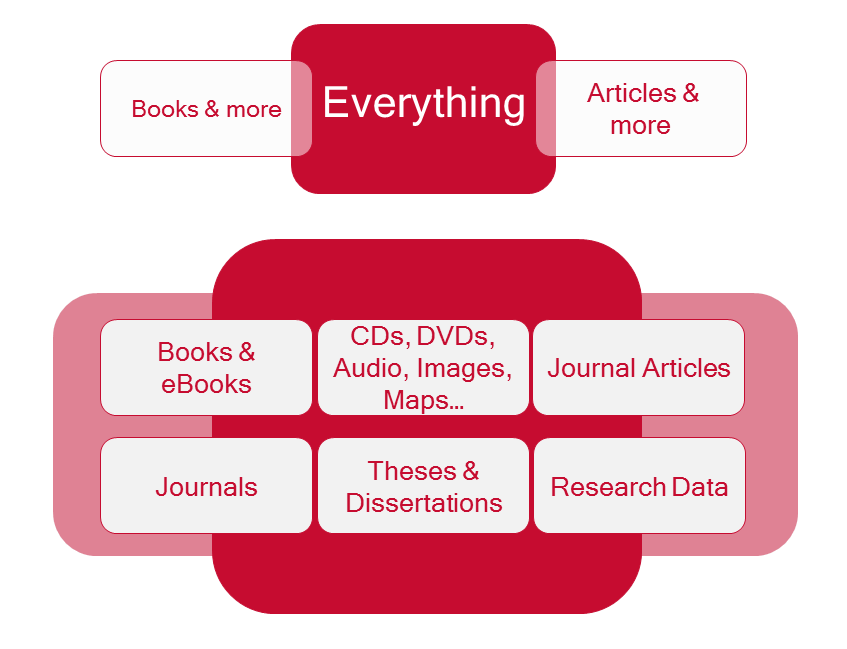 Books & more
Everything
Articles &
more
Books &
eBooks
CDs, DVDs,
Audio, Images,
Maps...
Journal Articles
Journals
Theses &
Dissertations
Research Data